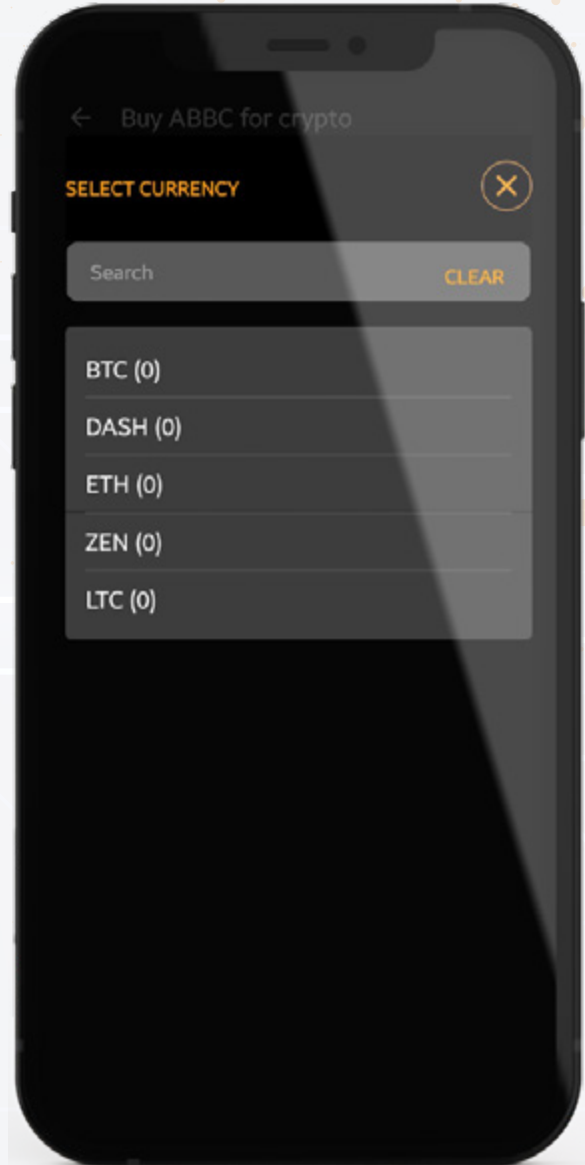 ← Buy ABBC for crypto
SELECT CURRENCY
Search
CLEAR
BTC (0)
DASH (0)
ETH (0)
ZEN (0)
LTC (0)